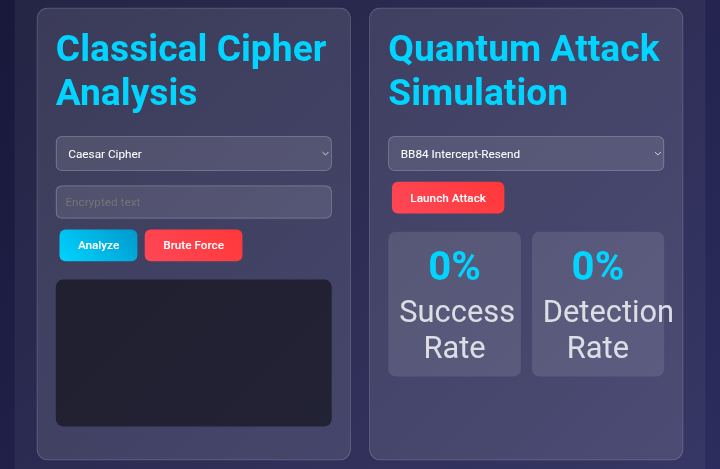 Classical Cipher
Analysis
Caesar Cipher
Encrypted text
Analyze
Brute Force
Quantum Attack
Simulation
BB84 Intercept-Resend
Launch Attack
0%
Success
Rate
0%
Detection
Rate